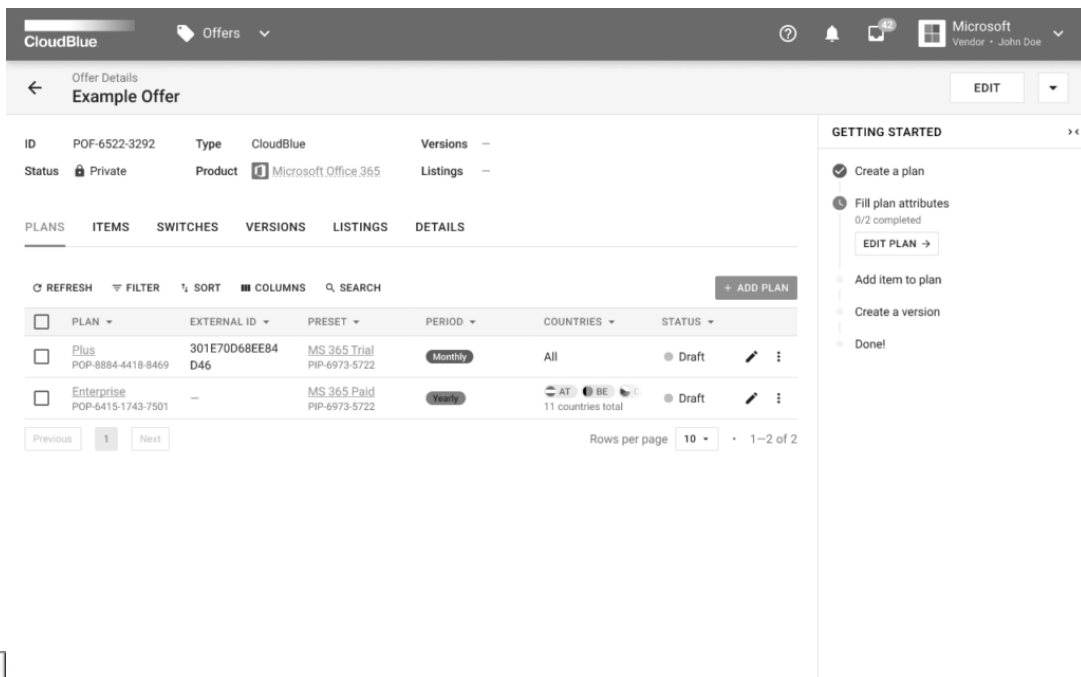 CloudBlue
Offers
42
Microsoft
Vendor • John Doe
Offer Details
Example Offer
EDIT
ID POF-6522-3292 Type CloudBlue Versions —
Status Private Product Microsoft Office 365 Listings —
PLANS ITEMS SWITCHES VERSIONS LISTINGS DETAILS
REFRESH FILTER SORT COLUMNS SEARCH + ADD PLAN
PLAN EXTERNAL ID PRESET PERIOD COUNTRIES STATUS
Plus 301E70D68EE84 MS 365 Trial Monthly All Draft
POP-8884-4418-8469 D46 PIP-6973-5722
Enterprise — MS 365 Paid Yearly AT BE Draft
POP-6415-1743-7501 PIP-6973-5722 11 countries total
Previous 1 Next Rows per page 10 • 1—2 of 2
GETTING STARTED
Create a plan
Fill plan attributes
0/2 completed
EDIT PLAN →
Add item to plan
Create a version
Done!